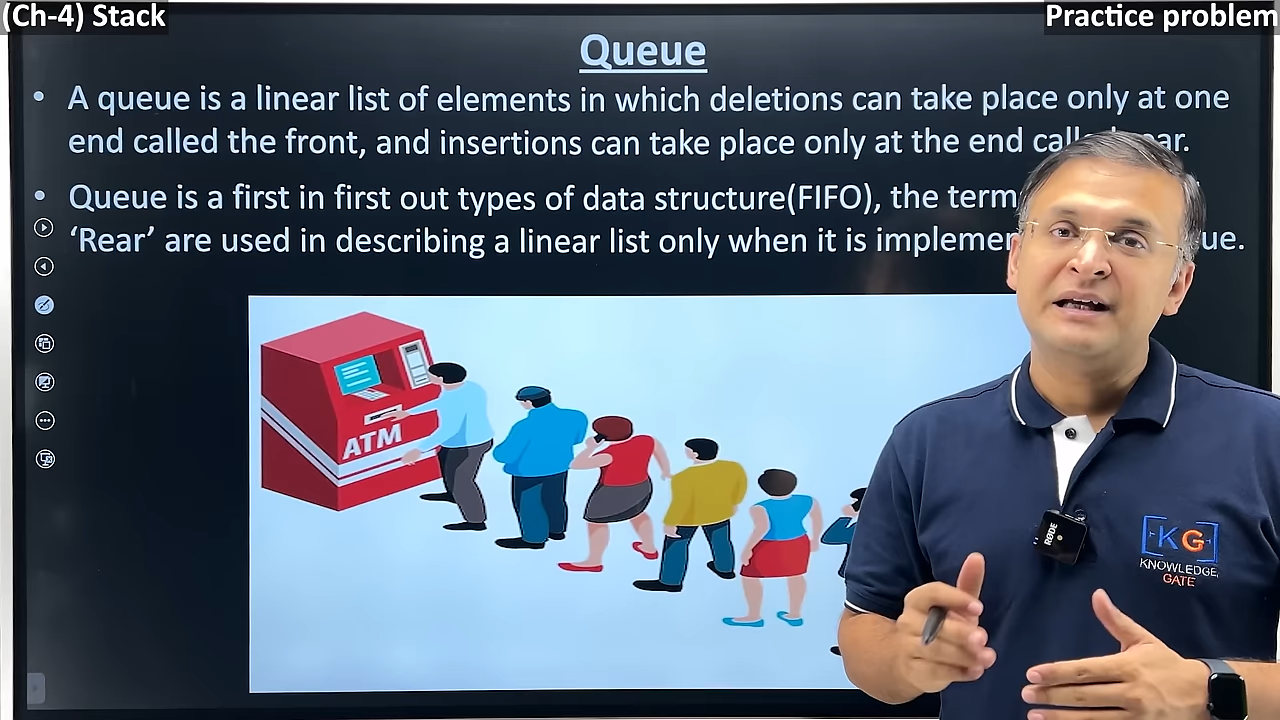 (Ch-4) Stack
Practice problem
Queue
• A queue is a linear list of elements in which deletions can take place only at one
end called the front, and insertions can take place only at the end
• Queue is a first in first out types of data structure(FIFO), the term
‘Rear’ are used in describing a linear list only when it is
ATM
RØDE
KG
KNOWLEDGE
GATE